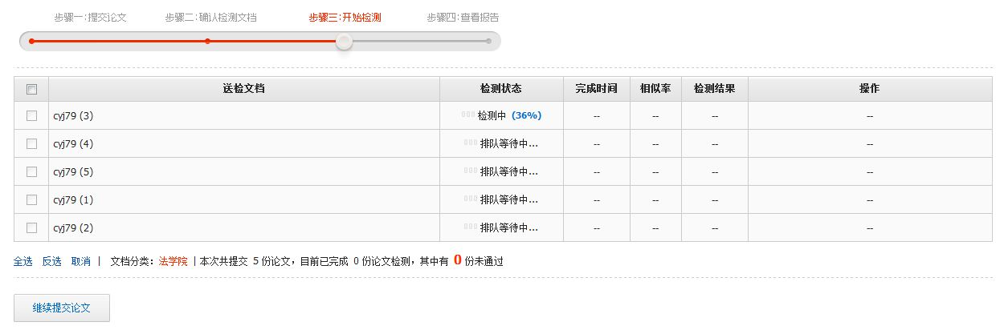 步骤一:提交论文 步骤二:确认检测文档 步骤三:开始检测 步骤四:查看报告
送检文档 检测状态 完成时间 相似率 检测结果 操作
cyj79 (3) 检测中 (36%) -- -- -- --
cyj79 (4) 排队等待中... -- -- -- --
cyj79 (5) 排队等待中... -- -- -- --
cyj79 (1) 排队等待中... -- -- -- --
cyj79 (2) 排队等待中... -- -- -- --
全选 反选 取消 | 文档分类：法学院 | 本次共提交 5 份论文，目前已完成 0 份论文检测，其中有 0 份未通过
继续提交论文